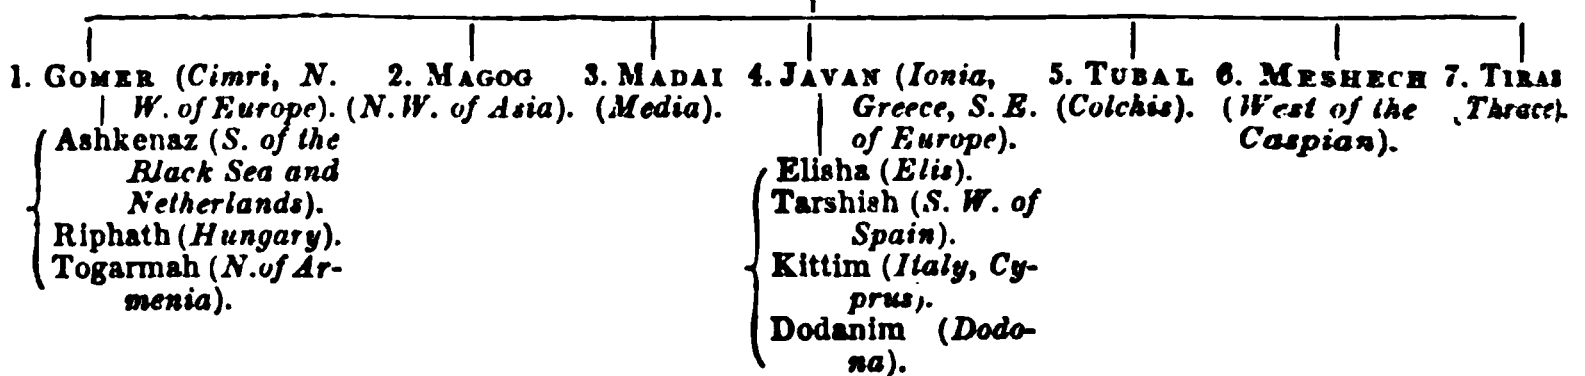 1. GOMER (Cimri, N. W. of Europe).
Ashkenaz (S. of the
Black Sea and
Netherlands).
Riphath (Hungary).
Togarmah (N. of Ar-
menia).
2. MAGOG
(N. W. of Asia).
3. MADAI
(Media).
4. JAVAN (Ionia,
Greece, S. E.
of Europe).
Elisha (Elis).
Tarshish (S. W. of
Spain).
Kittim (Italy, Cy-
prus).
Dodanim (Dodo-
na).
5. TUBAL
(Colchis).
6. MESHECH
(West of the
Caspian).
7. TIRAS
(Thrace).